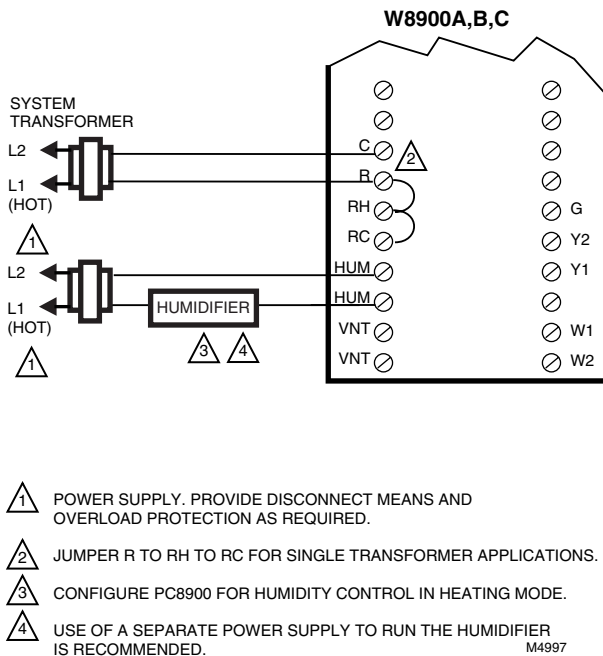 W8900A,B,C
SYSTEM
TRANSFORMER
L2
L1
(HOT)
1
C
2
R
RH
RC
G
Y2
L2
L1
(HOT)
1
HUM
Y1
HUMIDIFIER
HUM
3
4
VNT
W1
VNT
W2
1 POWER SUPPLY. PROVIDE DISCONNECT MEANS AND
OVERLOAD PROTECTION AS REQUIRED.
2 JUMPER R TO RH TO RC FOR SINGLE TRANSFORMER APPLICATIONS.
3 CONFIGURE PC8900 FOR HUMIDITY CONTROL IN HEATING MODE.
4 USE OF A SEPARATE POWER SUPPLY TO RUN THE HUMIDIFIER
IS RECOMMENDED.
M4997